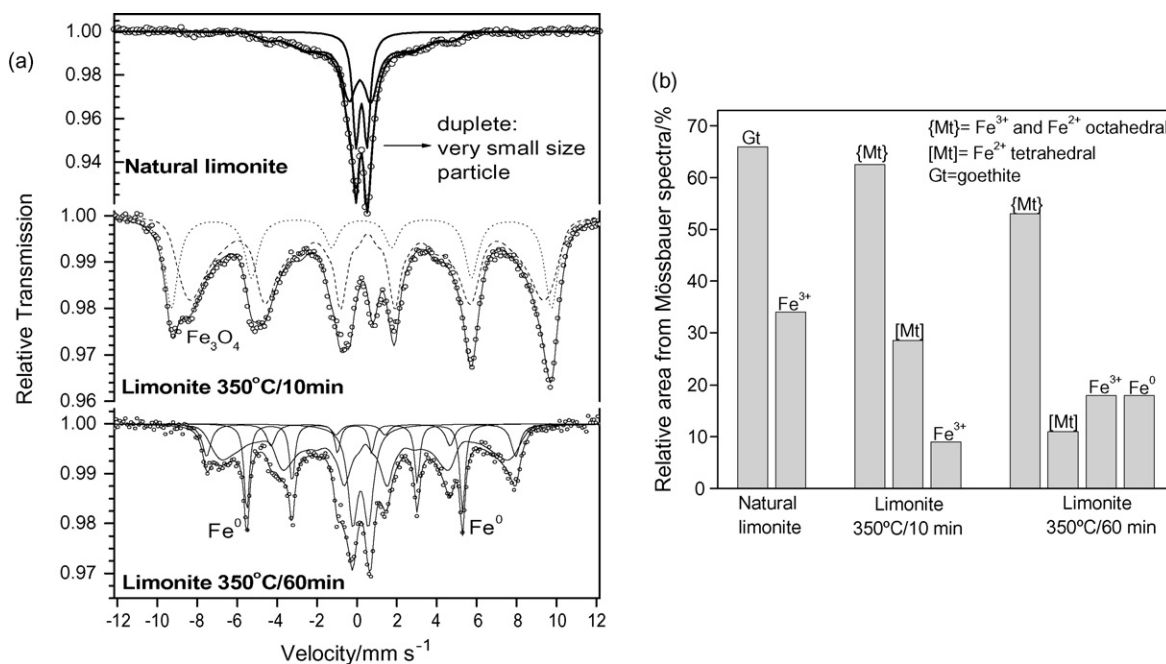 (a)
Relative Transmission
1.00
0.98
0.96
0.94
Natural limonite
duplete:
very small size
particle
1.00
0.99
0.98
0.97
0.96
Fe₃O₄
Limonite 350°C/10min
1.00
0.99
0.98
0.97
Fe⁰
Fe⁰
Limonite 350°C/60min
-12 -10 -8 -6 -4 -2 0 2 4 6 8 10 12
Velocity/mm s⁻¹
(b)
Relative area from Mössbauer spectra/%
70
60
50
40
30
20
10
0
{Mt}= Fe³⁺ and Fe²⁺ octahedral
[Mt]= Fe²⁺ tetrahedral
Gt=goethite
Gt
Fe³⁺
{Mt}
[Mt]
Fe³⁺
{Mt}
[Mt]
Fe³⁺
Fe⁰
Natural
limonite
Limonite
350ºC/10 min
Limonite
350ºC/60 min